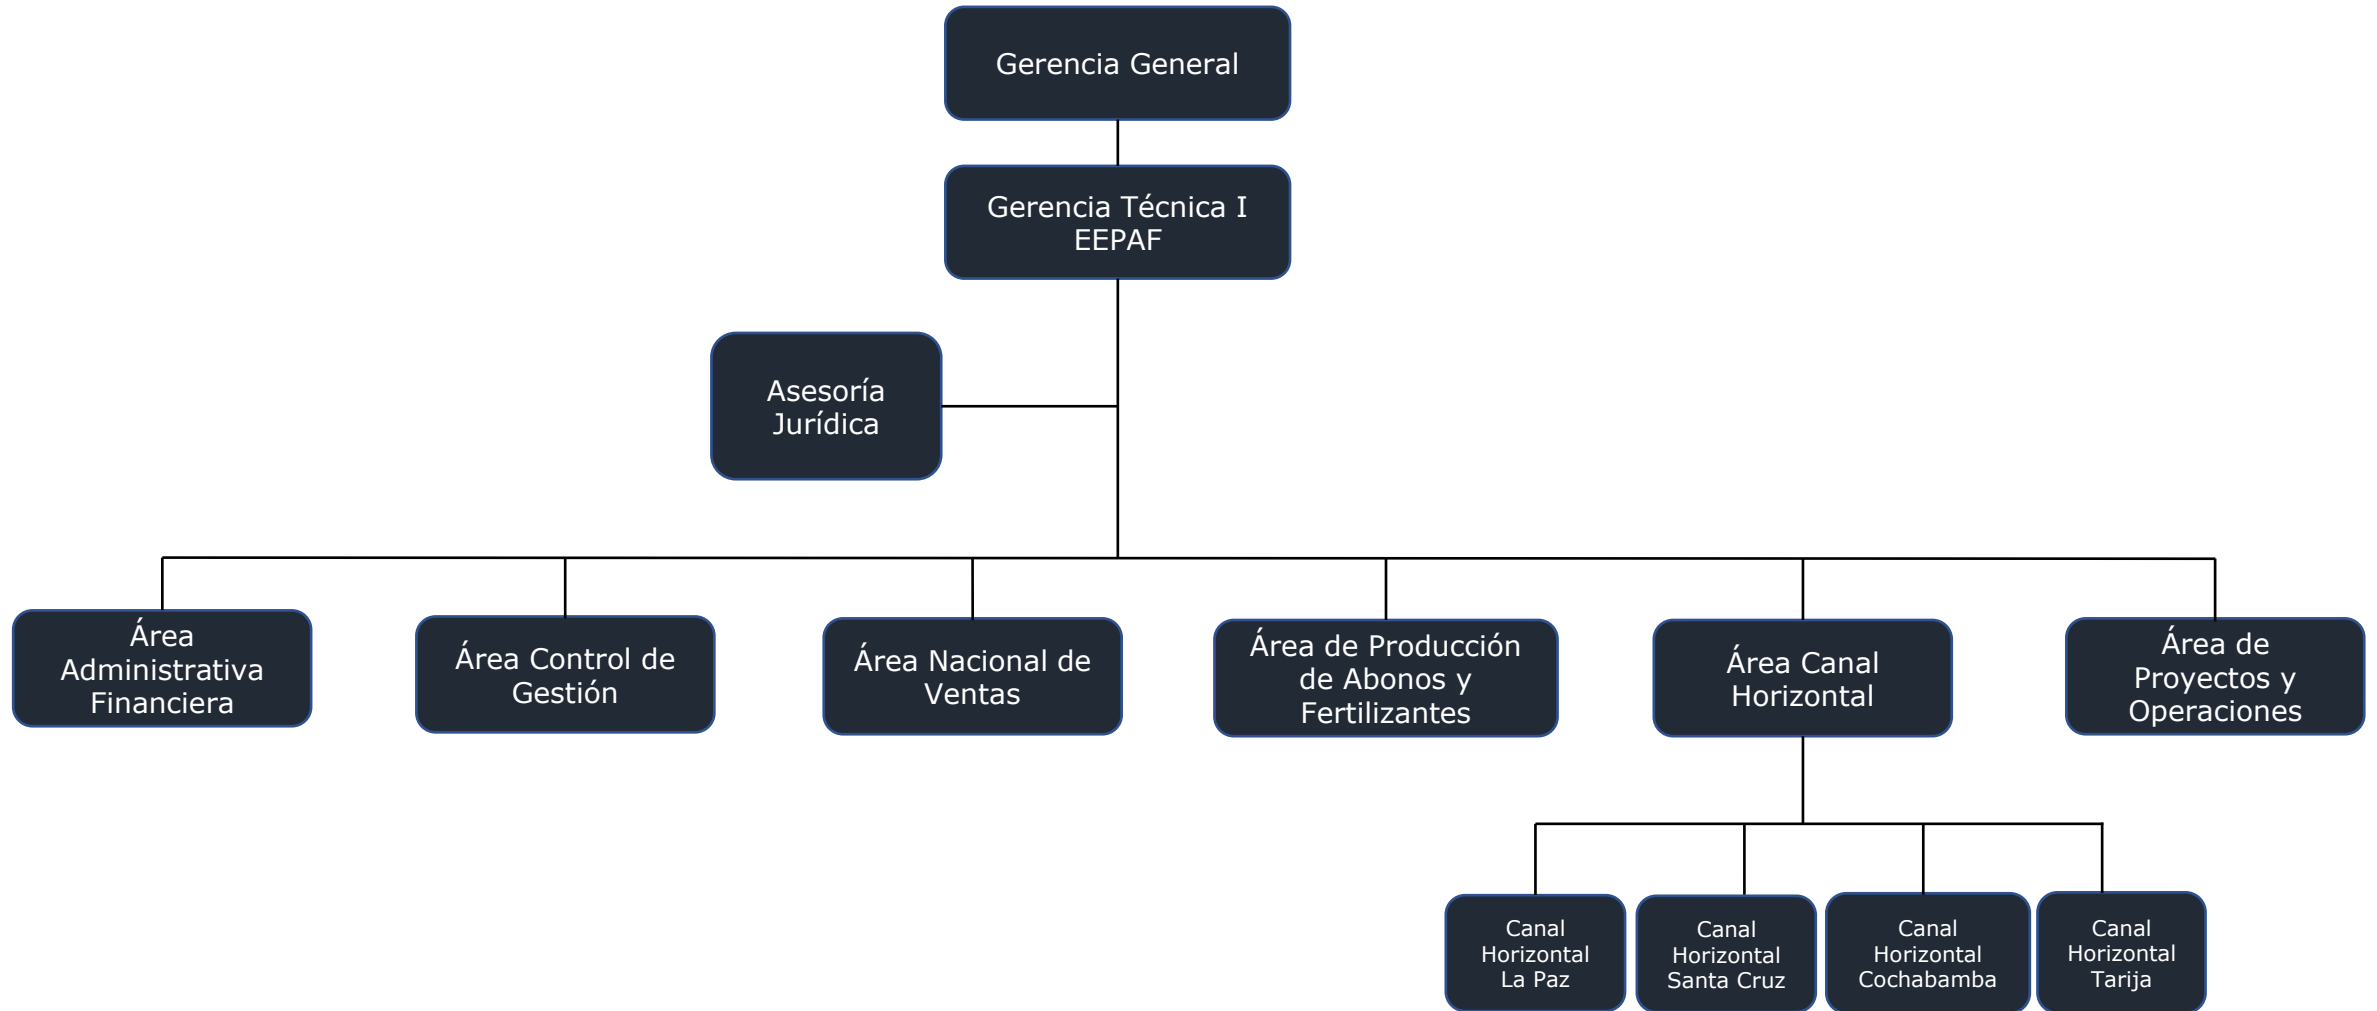 Gerencia General
Gerencia Técnica I
EEPAF
Asesoría
Jurídica
Área
Administrativa
Financiera
Área Control de
Gestión
Área Nacional de
Ventas
Área de Producción
de Abonos y
Fertilizantes
Área Canal
Horizontal
Área de
Proyectos y
Operaciones
Canal
Horizontal
La Paz
Canal
Horizontal
Santa Cruz
Canal
Horizontal
Cochabamba
Canal
Horizontal
Tarija